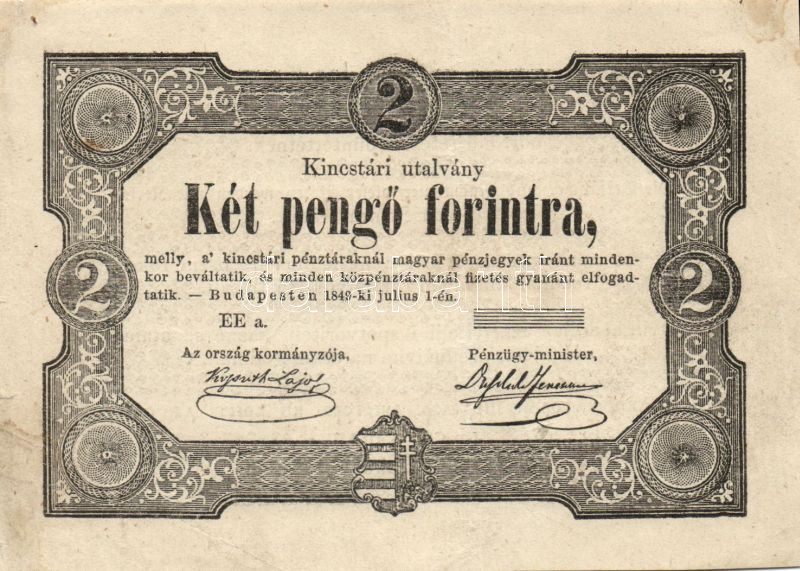 2
Kincstári utalvány
Két pengő forintra,
melly, a' kincstári pénztáraknál magyar pénzjegyek iránt minden-
kor beváltatik, és minden közpénztáraknál fizetés gyanánt elfogad-
tatik. — Budapesten 1849-ki julius 1-én.
2
2
EE a.
Az ország kormányzója,
Pénzügy-minister,
Kossuth Lajos